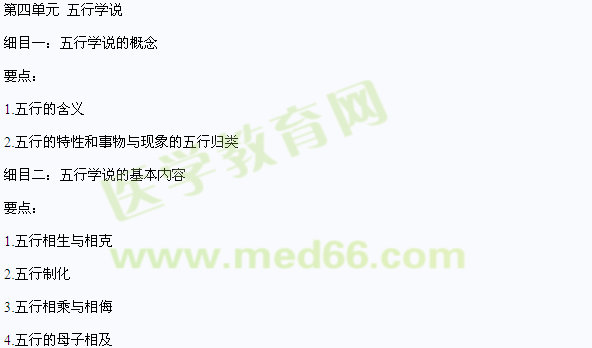 第四单元 五行学说
细目一：五行学说的概念
要点：
1.五行的含义
2.五行的特性和事物与现象的五行归类
细目二：五行学说的基本内容
要点：
1.五行相生与相克
2.五行制化
3.五行相乘与相侮
4.五行的母子相及
医学教育网
www.med66.com